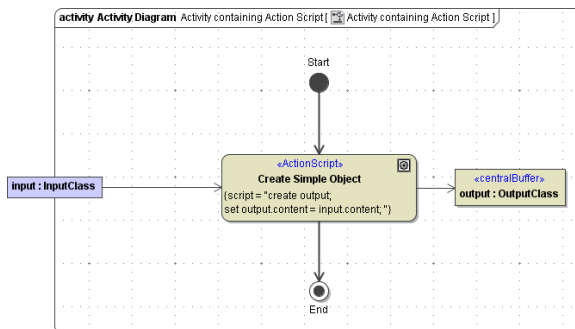 activity Activity Diagram Activity containing Action Script [ Activity containing Action Script ]
Start
«ActionScript»
Create Simple Object
{script = "create output;
set output.content = input.content; "}
input : InputClass
«centralBuffer»
output : OutputClass
End